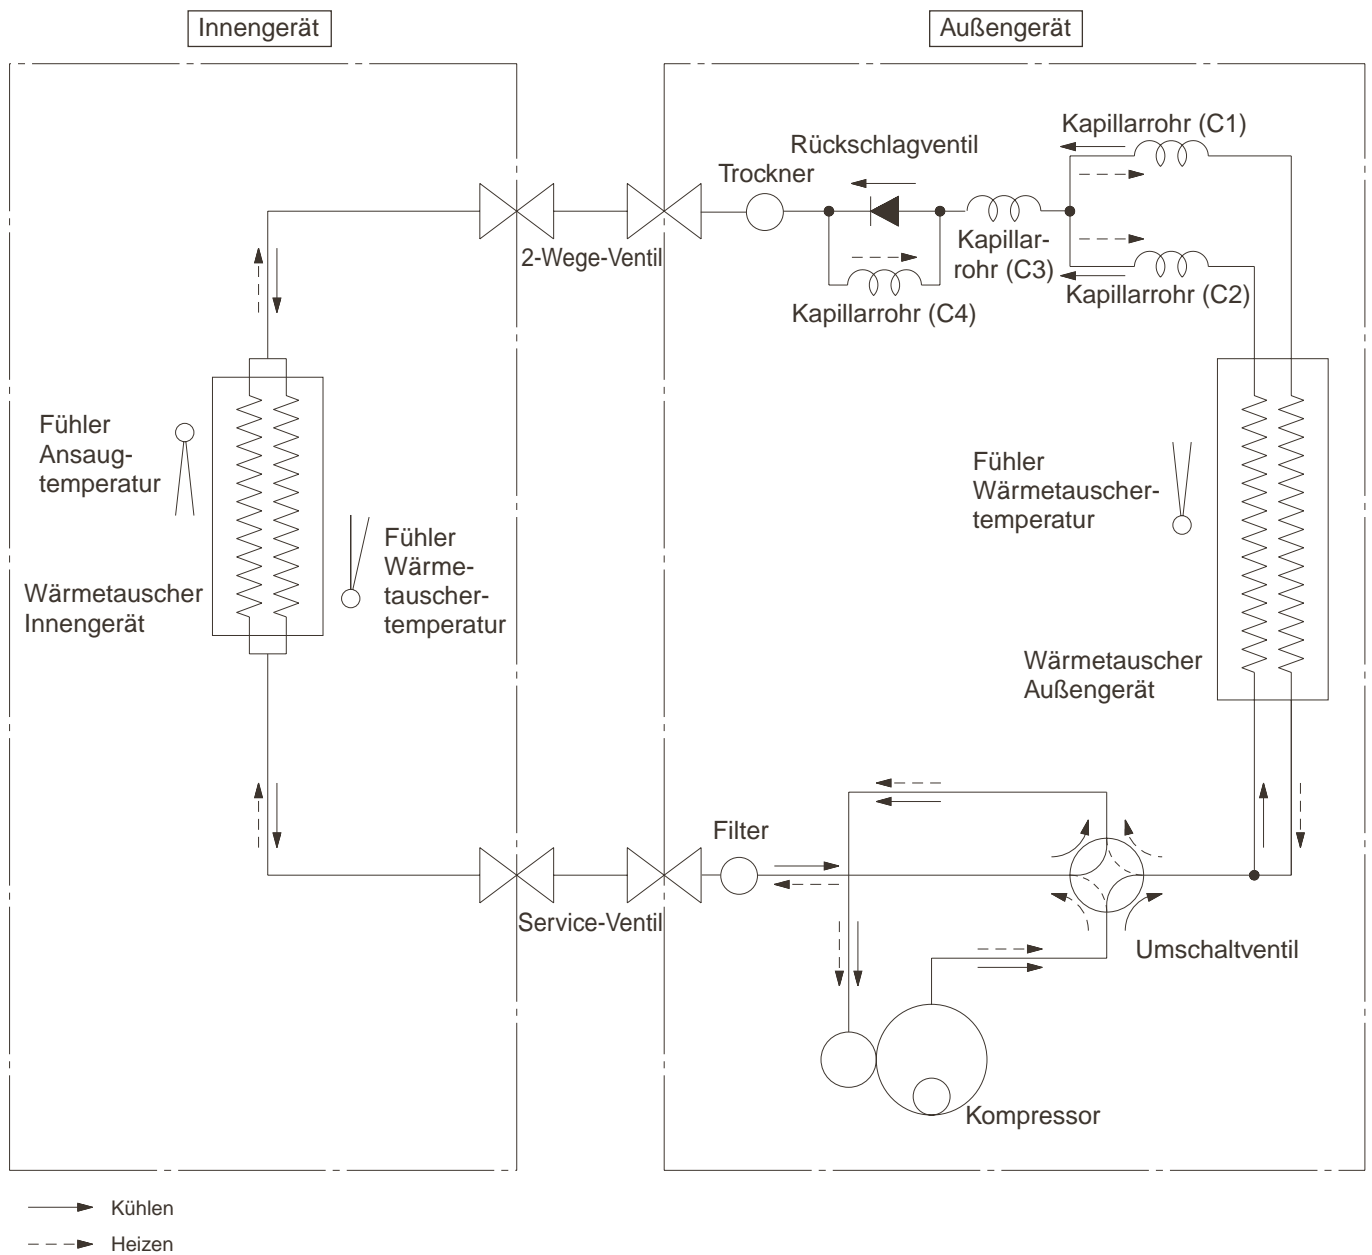 Innengerät
Außengerät
Kapillarrohr (C1)
Rückschlagventil
Trockner
2-Wege-Ventil
Kapillar-
rohr (C3)
Kapillarrohr (C2)
Kapillarrohr (C4)
Fühler
Ansaug-
temperatur
Fühler
Wärmetauscher-
temperatur
Fühler
Wärme-
tauscher-
temperatur
Wärmetauscher
Innengerät
Wärmetauscher
Außengerät
Filter
Service-Ventil
Umschaltventil
Kompressor
Kühlen
Heizen